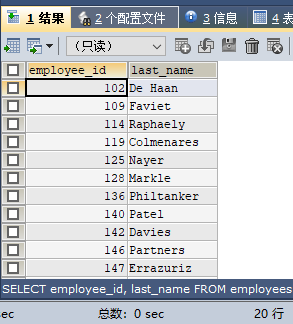 1 结果 2 个配置文件 3 信息 4 表
(只读)
employee_id last_name
102 De Haan
109 Faviet
114 Raphaely
119 Colmenares
125 Nayer
128 Markle
136 Philtanker
140 Patel
142 Davies
146 Partners
147 Errazuriz
SELECT employee_id, last_name FROM employees
sec 总数: 0 sec 20 行